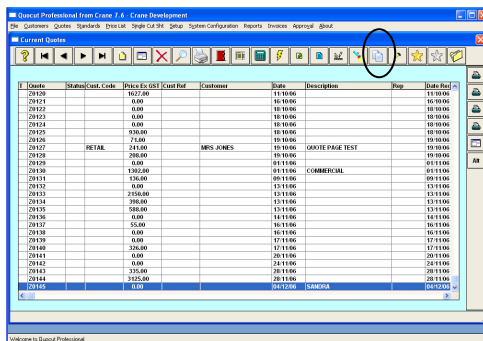 Quocut Professional from Crane 7.6 - Crane Development
File Customers Quotes Standards Price List Single Cut Sht Setup System Configuration Reports Invoices Approval About
Current Quotes
T Quote Status Cust. Code Price Ex GST Cust Ref Customer Date Description Rep Date Req
Z0120 1627.00 11/10/06 11/10/06
Z0121 0.00 16/10/06 16/10/06
Z0122 0.00 18/10/06 18/10/06
Z0123 0.00 18/10/06 18/10/06
Z0124 0.00 18/10/06 18/10/06
Z0125 930.00 18/10/06 18/10/06
Z0126 71.00 19/10/06 19/10/06
Z0127 RETAIL 241.00 MRS JONES 19/10/06 QUOTE PAGE TEST 19/10/06
Z0128 208.00 19/10/06 19/10/06
Z0129 0.00 01/11/06 01/11/06
Z0130 1302.00 01/11/06 COMMERCIAL 01/11/06
Z0131 136.00 09/11/06 09/11/06
Z0132 0.00 13/11/06 13/11/06
Z0133 2150.00 13/11/06 13/11/06
Z0134 398.00 13/11/06 13/11/06
Z0135 588.00 13/11/06 13/11/06
Z0136 0.00 14/11/06 14/11/06
Z0137 55.00 16/11/06 16/11/06
Z0138 0.00 16/11/06 16/11/06
Z0139 0.00 17/11/06 17/11/06
Z0140 326.00 17/11/06 17/11/06
Z0141 0.00 20/11/06 20/11/06
Z0142 0.00 24/11/06 24/11/06
Z0143 335.00 28/11/06 28/11/06
Z0144 3125.00 28/11/06 28/11/06
Z0145 0.00 04/12/06 SANDRA 04/12/06
All
Welcome to Quocut Professional